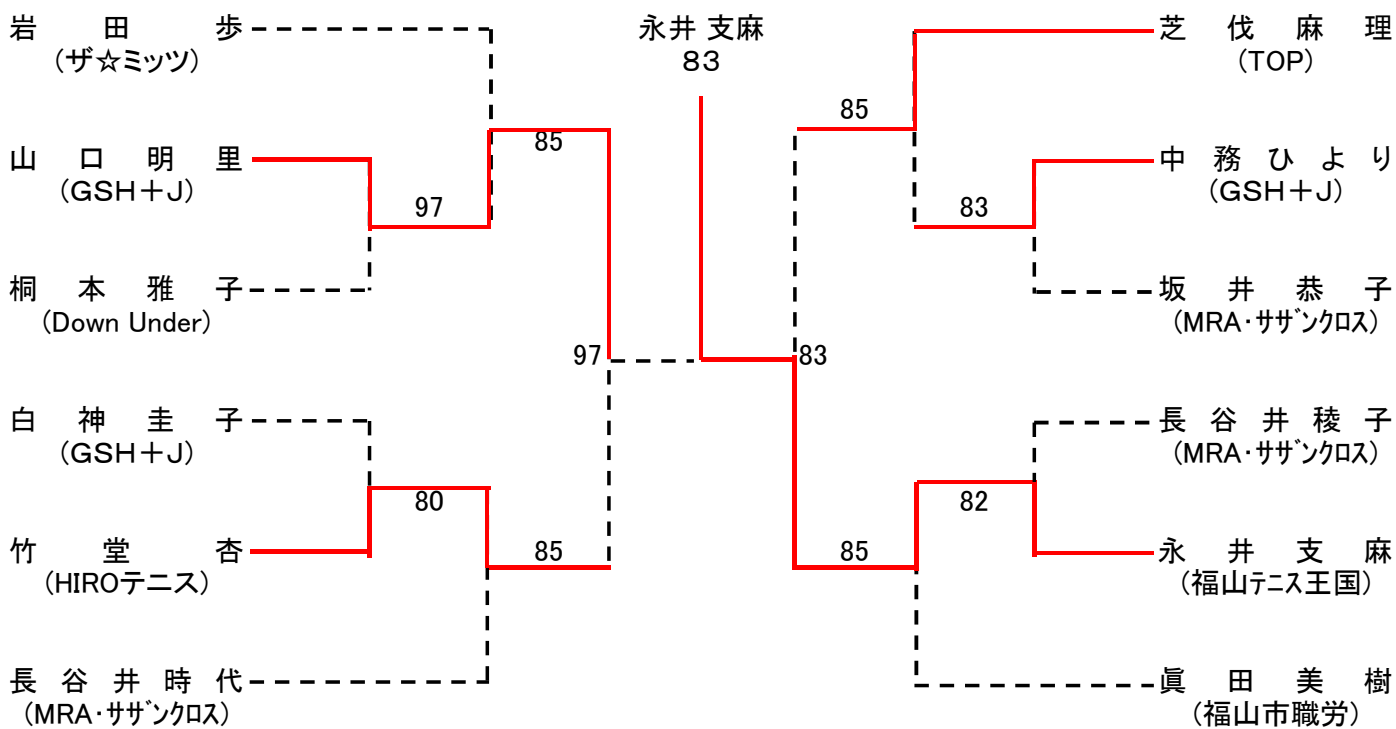 岩田歩
(ザ☆ミッツ)
山口明里
(GSH＋J)
桐本雅子
(Down Under)
白神圭子
(GSH＋J)
竹堂杏
(HIROテニス)
長谷井時代
(MRA･ｻｻﾞﾝｸﾛｽ)
97
80
85
85
97
永井 支麻
８３
83
85
85
83
82
芝伐麻理
(TOP)
中務ひより
(GSH＋J)
坂井恭子
(MRA･ｻｻﾞﾝｸﾛｽ)
長谷井稜子
(MRA･ｻｻﾞﾝｸﾛｽ)
永井支麻
(福山ﾃﾆｽ王国)
眞田美樹
(福山市職労)